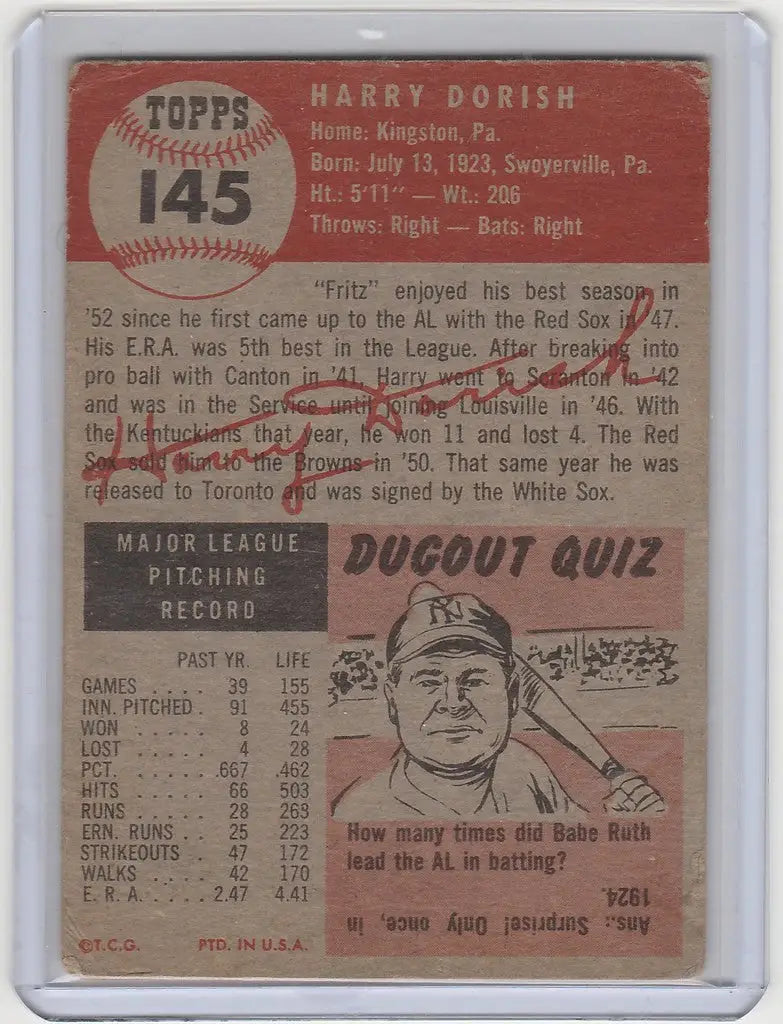 TOPPS
145
HARRY DORISH
Home: Kingston, Pa.
Born: July 13, 1923, Swoyerville, Pa.
Ht.: 5'11" — Wt.: 206
Throws: Right — Bats: Right
"Fritz" enjoyed his best season in
'52 since he first came up to the AL with the Red Sox in '47.
His E.R.A. was 5th best in the League. After breaking into
pro ball with Canton in '41, Harry went to Scranton in '42
and was in the Service until joining Louisville in '46. With
the Kentuckians that year, he won 11 and lost 4. The Red
Sox sold him to the Browns in '50. That same year he was
released to Toronto and was signed by the White Sox.
Harry Dorish
MAJOR LEAGUE
PITCHING
RECORD
PAST YR. LIFE
GAMES .... 39 155
INN. PITCHED . 91 455
WON ..... 8 24
LOST ..... 4 28
PCT. ..... .667 .462
HITS ..... 66 503
RUNS ..... 28 263
ERN. RUNS .. 25 223
STRIKEOUTS . 47 172
WALKS .... 42 170
E. R. A. .... 2.47 4.41
©T.C.G. PTD. IN U.S.A.
DUGOUT QUIZ
NY
How many times did Babe Ruth
lead the AL in batting?
Ans.: Surprise! Only once, in
1924.